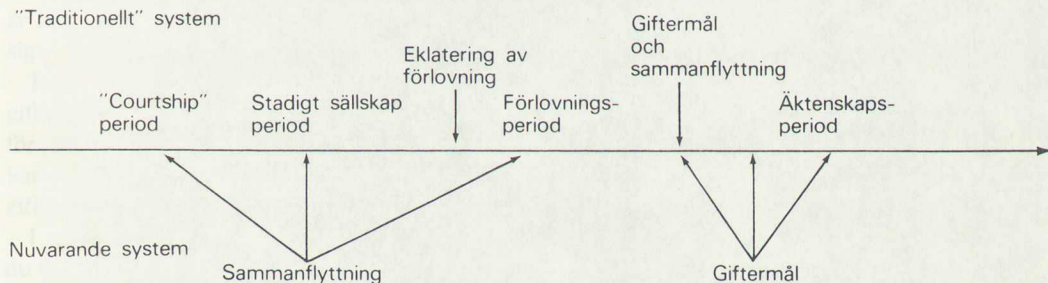 "Traditionellt" system
Giftermål
och
sammanflyttning
Eklatering av
förlovning
"Courtship"
period
Stadigt sällskap
period
Förlovnings-
period
Äktenskaps-
period
Nuvarande system
Sammanflyttning
Giftermål